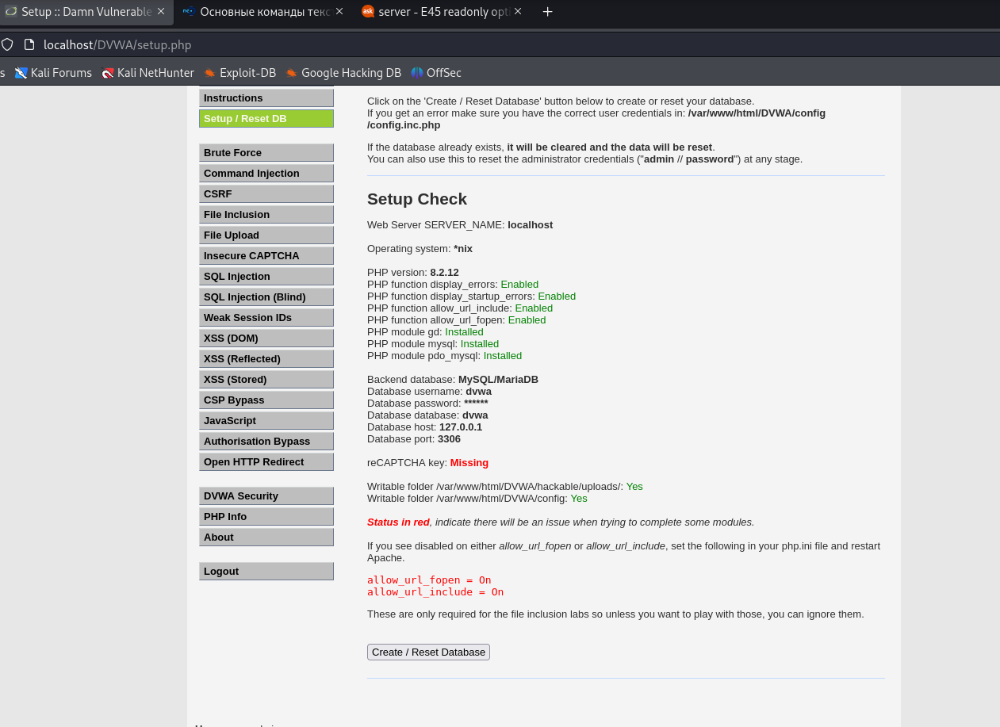 Setup :: Damn Vulnerable
Основные команды текс
server - E45 readonly opti
localhost/DVWA/setup.php
s
Kali Forums
Kali NetHunter
Exploit-DB
Google Hacking DB
OffSec
Instructions
Setup / Reset DB
Brute Force
Command Injection
CSRF
File Inclusion
File Upload
Insecure CAPTCHA
SQL Injection
SQL Injection (Blind)
Weak Session IDs
XSS (DOM)
XSS (Reflected)
XSS (Stored)
CSP Bypass
JavaScript
Authorisation Bypass
Open HTTP Redirect
DVWA Security
PHP Info
About
Logout
Click on the 'Create / Reset Database' button below to create or reset your database.
If you get an error make sure you have the correct user credentials in: /var/www/html/DVWA/config
/config.inc.php
If the database already exists, it will be cleared and the data will be reset.
You can also use this to reset the administrator credentials ("admin // password") at any stage.
Setup Check
Web Server SERVER_NAME: localhost
Operating system: *nix
PHP version: 8.2.12
PHP function display_errors: Enabled
PHP function display_startup_errors: Enabled
PHP function allow_url_include: Enabled
PHP function allow_url_fopen: Enabled
PHP module gd: Installed
PHP module mysql: Installed
PHP module pdo_mysql: Installed
Backend database: MySQL/MariaDB
Database username: dvwa
Database password: ******
Database database: dvwa
Database host: 127.0.0.1
Database port: 3306
reCAPTCHA key: Missing
Writable folder /var/www/html/DVWA/hackable/uploads/: Yes
Writable folder /var/www/html/DVWA/config: Yes
Status in red, indicate there will be an issue when trying to complete some modules.
If you see disabled on either allow_url_fopen or allow_url_include, set the following in your php.ini file and restart
Apache.
allow_url_fopen = On
allow_url_include = On
These are only required for the file inclusion labs so unless you want to play with those, you can ignore them.
Create / Reset Database